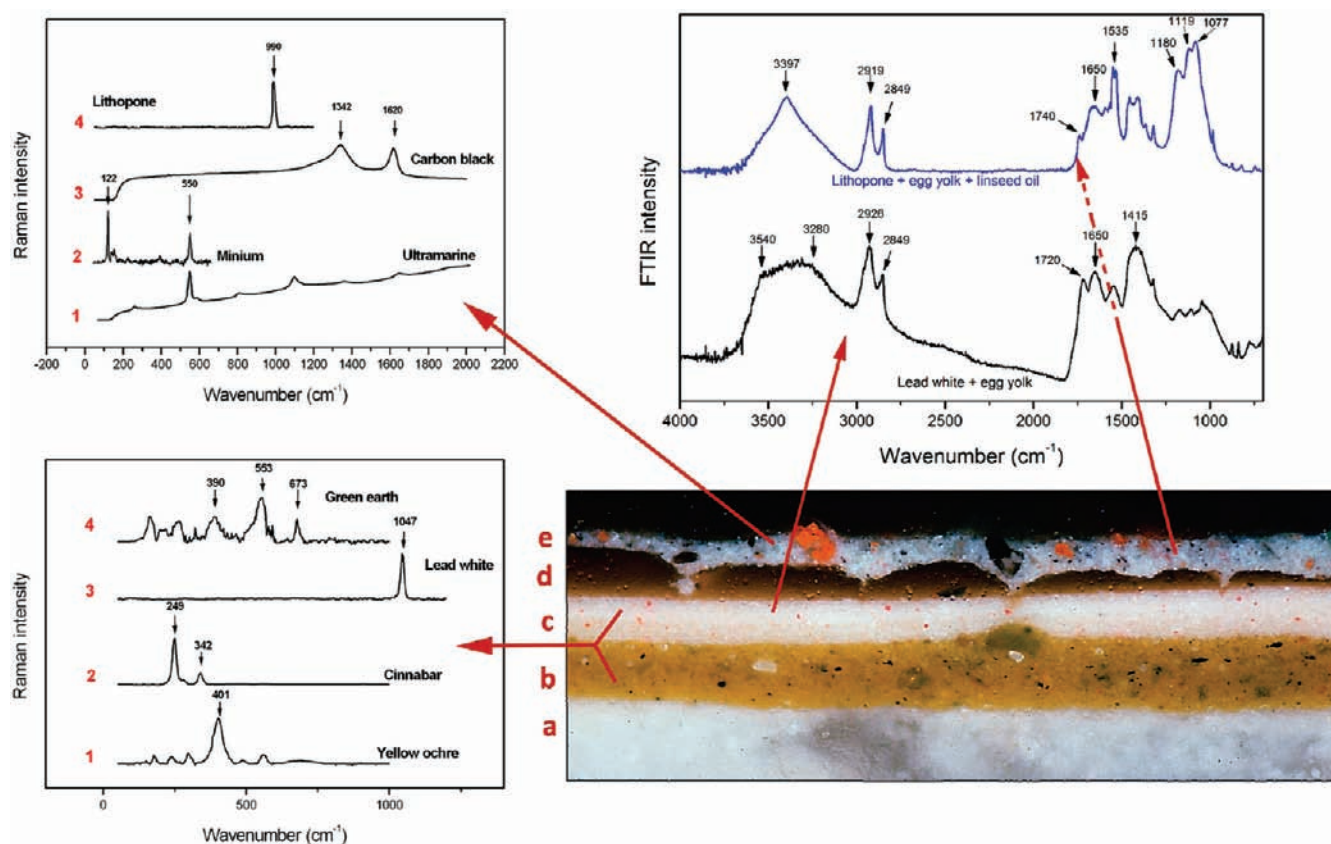 990
Lithopone
4
1342
1620
Carbon black
3
122
550
2
Minium
Ultramarine
1
Raman intensity
-200 0 200 400 600 800 1000 1200 1400 1600 1800 2000 2200
Wavenumber (cm⁻¹)
1119
1535
1180
1077
3397
2919
1650
2849
1740
Lithopone + egg yolk + linseed oil
3540
3280
2926
2849
1720
1650
1415
Lead white + egg yolk
FTIR intensity
4000 3500 3000 2500 2000 1500 1000
Wavenumber (cm⁻¹)
553
390
673
Green earth
4
1047
Lead white
3
249
342
2
Cinnabar
401
1
Yellow ochre
Raman intensity
0 500 1000
Wavenumber (cm⁻¹)
e
d
c
b
a